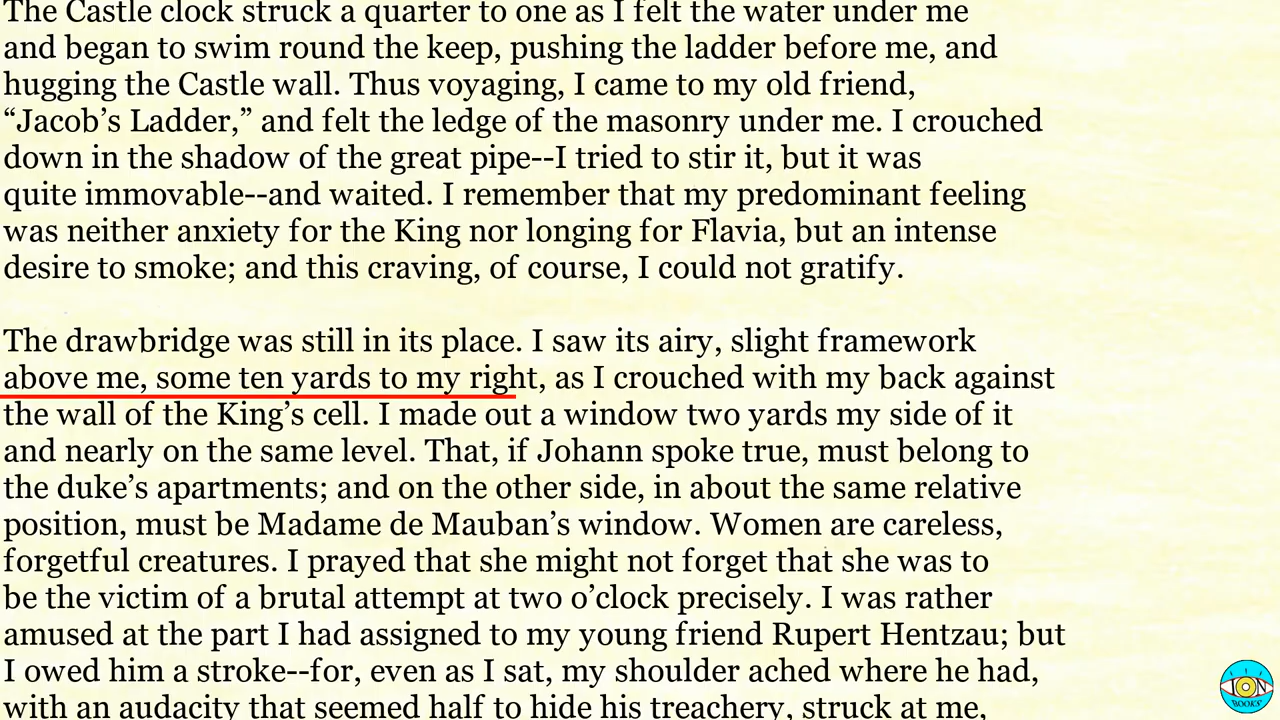 The Castle clock struck a quarter to one as I felt the water under me
and began to swim round the keep, pushing the ladder before me, and
hugging the Castle wall. Thus voyaging, I came to my old friend,
“Jacob’s Ladder,” and felt the ledge of the masonry under me. I crouched
down in the shadow of the great pipe--I tried to stir it, but it was
quite immovable--and waited. I remember that my predominant feeling
was neither anxiety for the King nor longing for Flavia, but an intense
desire to smoke; and this craving, of course, I could not gratify.
The drawbridge was still in its place. I saw its airy, slight framework
above me, some ten yards to my right, as I crouched with my back against
the wall of the King’s cell. I made out a window two yards my side of it
and nearly on the same level. That, if Johann spoke true, must belong to
the duke’s apartments; and on the other side, in about the same relative
position, must be Madame de Mauban’s window. Women are careless,
forgetful creatures. I prayed that she might not forget that she was to
be the victim of a brutal attempt at two o’clock precisely. I was rather
amused at the part I had assigned to my young friend Rupert Hentzau; but
I owed him a stroke--for, even as I sat, my shoulder ached where he had,
with an audacity that seemed half to hide his treachery, struck at me,
ION
BOOKS